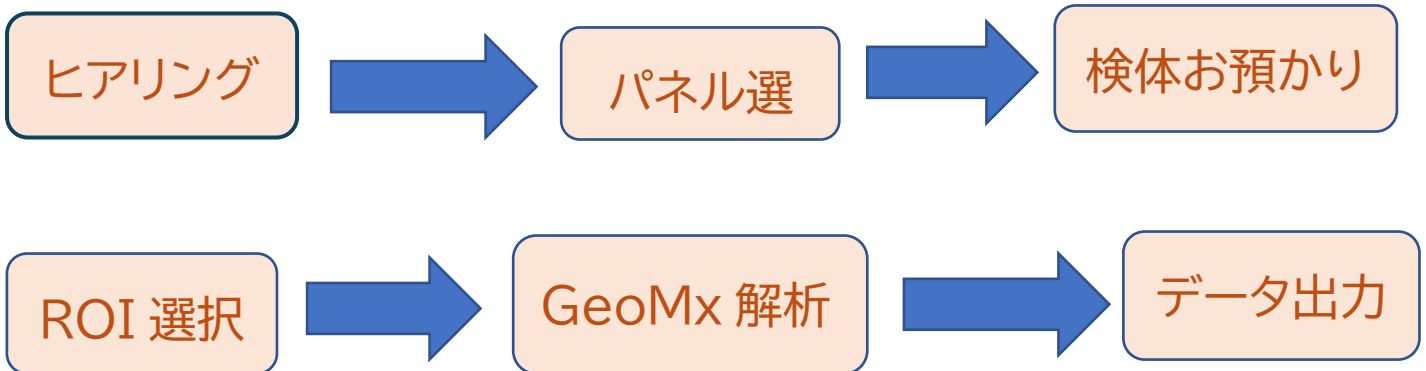 ヒアリング
パネル選
検体お預かり
ROI 選択
GeoMx 解析
データ出力